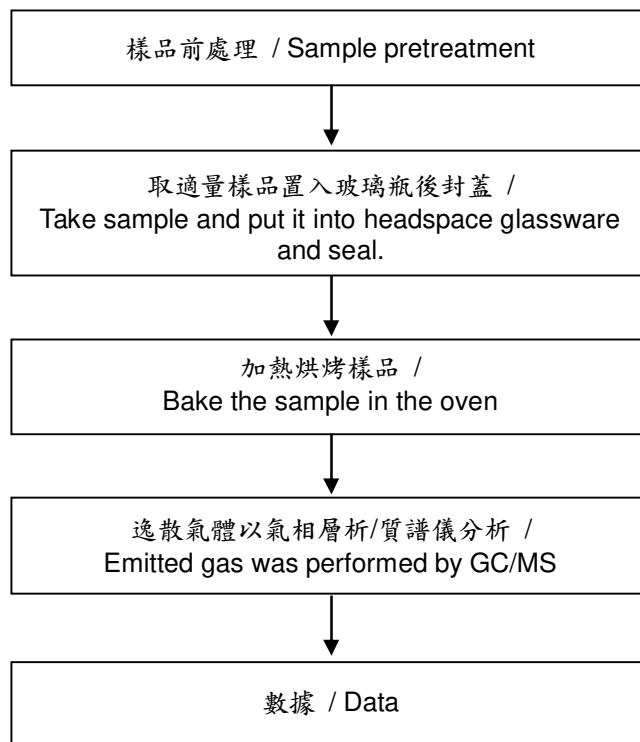 樣品前處理 / Sample pretreatment
取適量樣品置入玻璃瓶後封蓋 /
Take sample and put it into headspace glassware
and seal.
加熱烘烤樣品 /
Bake the sample in the oven
逸散氣體以氣相層析/質譜儀分析 /
Emitted gas was performed by GC/MS
數據 / Data